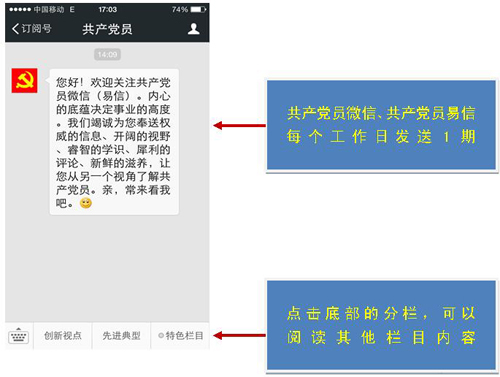 中国移动 E 17:03 74%
订阅号 共产党员
14:09
您好！欢迎关注共产党
员微信（易信）。内心
的底蕴决定事业的高度
。我们竭诚为您奉送权
威的信息、开阔的视野
、睿智的学识、犀利的
评论、新鲜的滋养，让
您从另一个视角了解共
产党员。亲，常来看我
吧。
共产党员微信、共产党员易信
每个工作日发送1期
点击底部的分栏，可以
阅读其他栏目内容
创新视点 先进典型 特色栏目